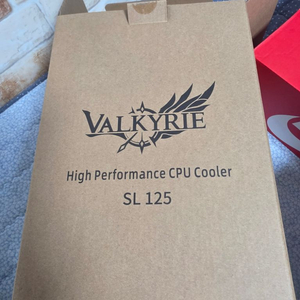 VALKYRIE
High Performance CPU Cooler
SL 125